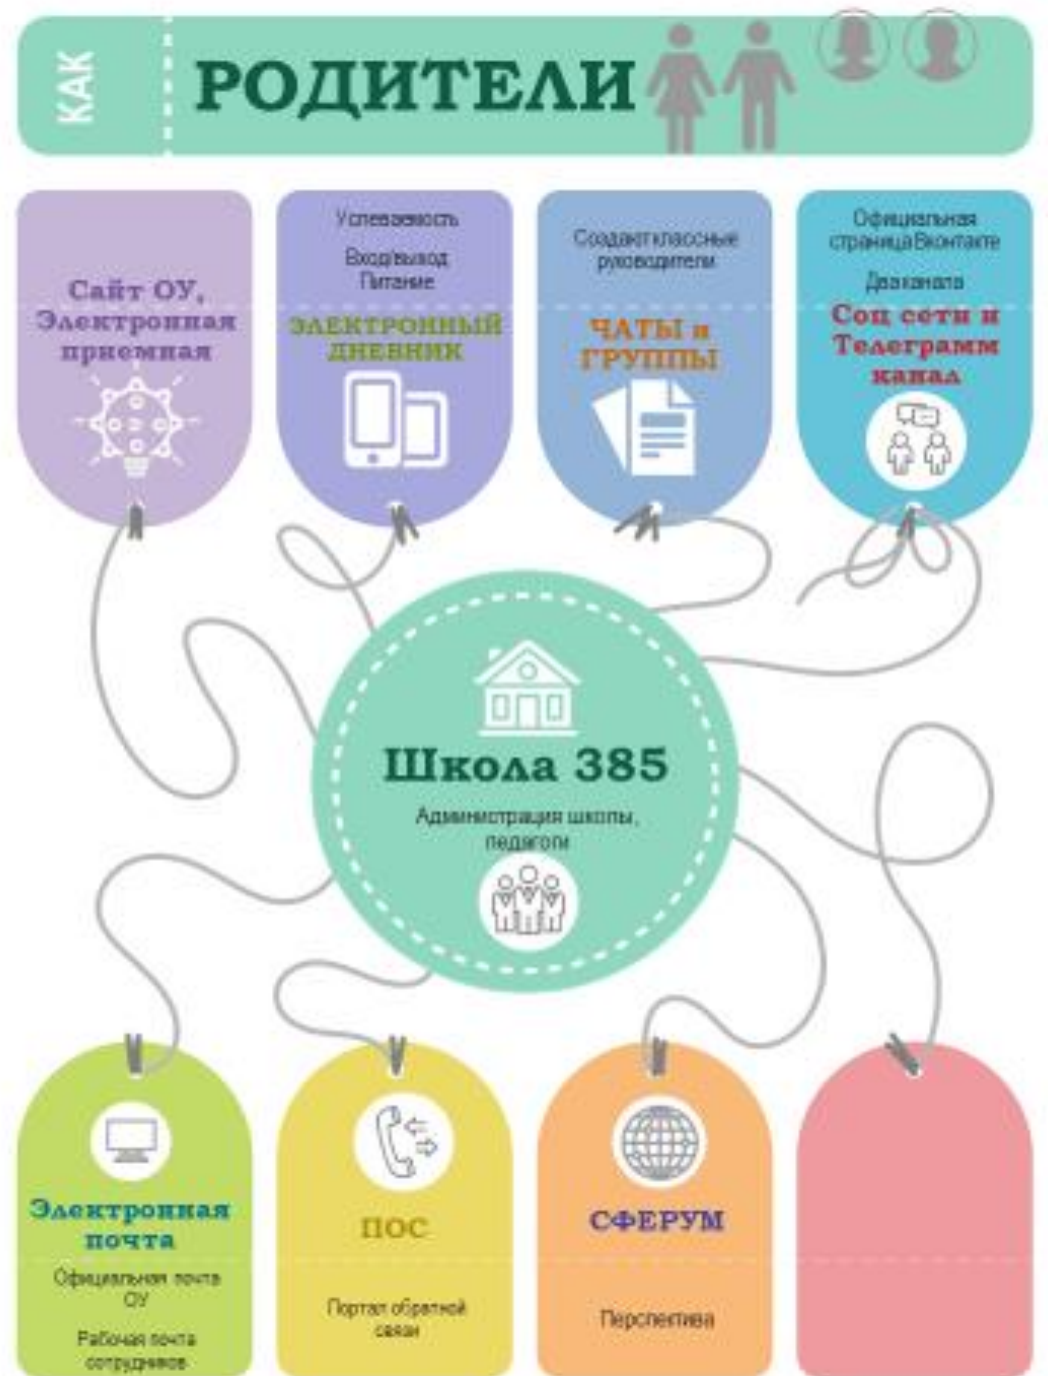 КАК
РОДИТЕЛИ
Сайт ОУ,
Электронная
приемная
Успеваемость
Вход/выход
Питание
ЭЛЕКТРОННЫЙ
ДНЕВНИК
Создают классные
руководители
ЧАТЫ и
ГРУППЫ
Официальная
страница Вконтакте
Два канала
Соц сети и
Телеграмм
канал
Школа 385
Администрация школы,
педагоги
Электронная
почта
Официальная почта
ОУ
Рабочая почта
сотрудников
ПОС
Портал обратной
связи
СФЕРУМ
Перспектива